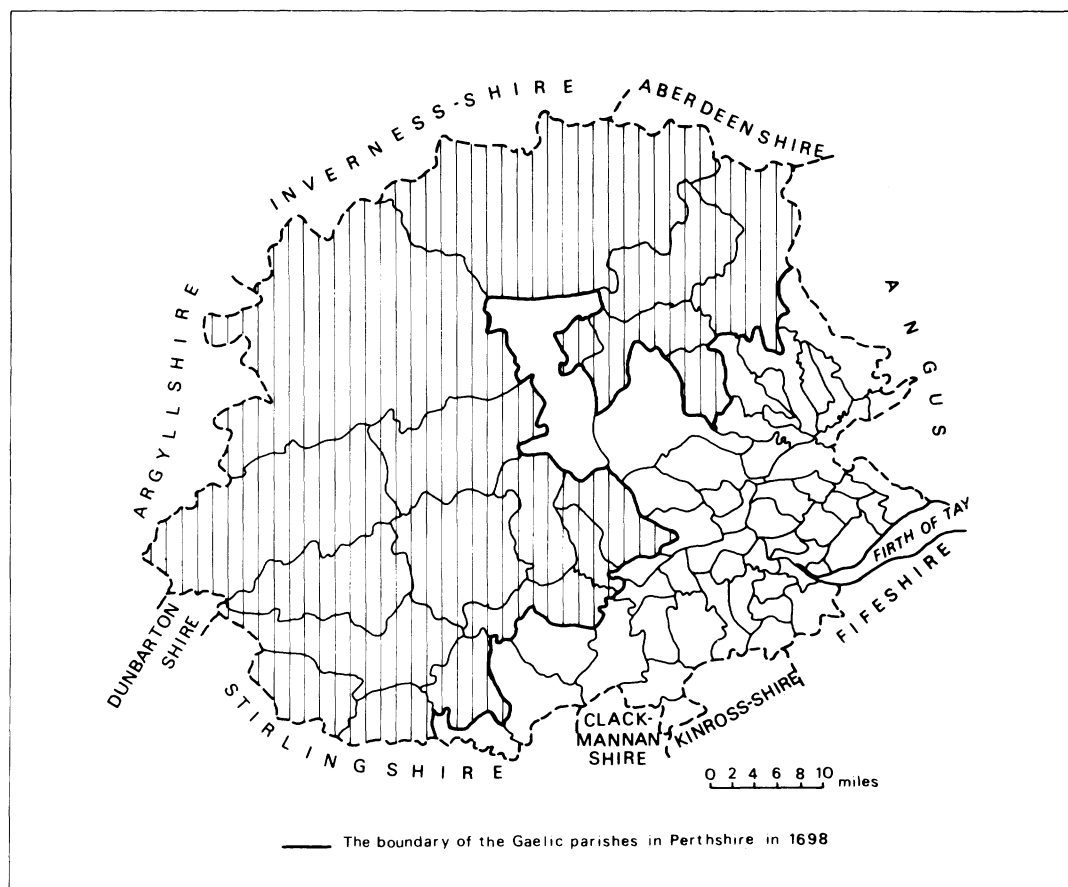 INVERNESS-SHIRE
ABERDEENSHIRE
ARGYLLSHIRE
ANGUS
FIRTH OF TAY
FIFESHIRE
DUNBARTON
SHIRE
STIRLINGSHIRE
CLACK-
MANNAN
SHIRE
KINROSS-SHIRE
0 2 4 6 8 10 miles
The boundary of the Gaelic parishes in Perthshire in 1698